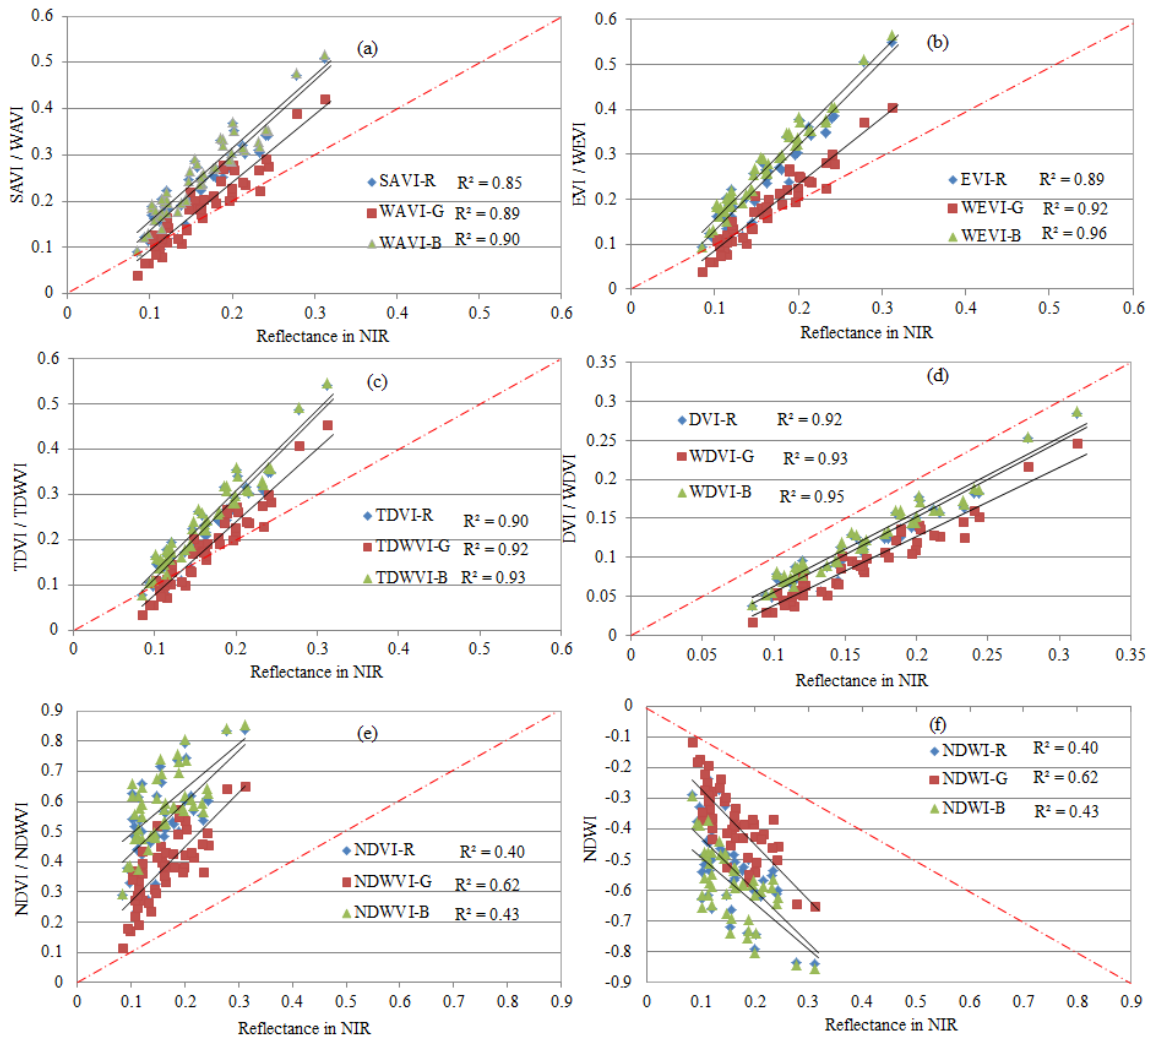 0.6
0.5
0.4
0.3
0.2
0.1
0
SAVI / WAVI
(a)
SAVI-R R² = 0.85
WAVI-G R² = 0.89
WAVI-B R² = 0.90
0 0.1 0.2 0.3 0.4 0.5 0.6
Reflectance in NIR
0.6
0.5
0.4
0.3
0.2
0.1
0
EVI / WEVI
(b)
EVI-R R² = 0.89
WEVI-G R² = 0.92
WEVI-B R² = 0.96
0 0.1 0.2 0.3 0.4 0.5 0.6
Reflectance in NIR
0.6
0.5
0.4
0.3
0.2
0.1
0
TDVI / TDWVI
(c)
TDVI-R R² = 0.90
TDWVI-G R² = 0.92
TDWVI-B R² = 0.93
0 0.1 0.2 0.3 0.4 0.5 0.6
Reflectance in NIR
0.35
0.3
0.25
0.2
0.15
0.1
0.05
0
DVI / WDVI
(d)
DVI-R R² = 0.92
WDVI-G R² = 0.93
WDVI-B R² = 0.95
0 0.05 0.1 0.15 0.2 0.25 0.3 0.35
Reflectance in NIR
0.9
0.8
0.7
0.6
0.5
0.4
0.3
0.2
0.1
0
NDVI / NDWVI
(e)
NDVI-R R² = 0.40
NDWVI-G R² = 0.62
NDWVI-B R² = 0.43
0 0.1 0.2 0.3 0.4 0.5 0.6 0.7 0.8 0.9
Reflectance in NIR
0
-0.1
-0.2
-0.3
-0.4
-0.5
-0.6
-0.7
-0.8
-0.9
NDWI
(f)
NDWI-R R² = 0.40
NDWI-G R² = 0.62
NDWI-B R² = 0.43
0 0.1 0.2 0.3 0.4 0.5 0.6 0.7 0.8 0.9
Reflectance in NIR